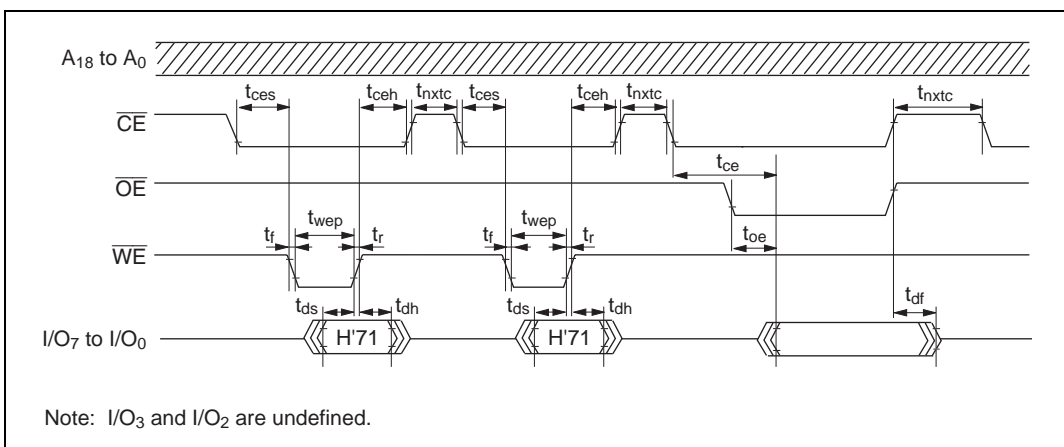 A18 to A0
tces tceh tnxtc tces tceh tnxtc tnxtc
CE
tce
OE
twep twep toe
tf tr tf tr
WE
tds tdh tds tdh tdf
I/O7 to I/O0 H'71 H'71
Note: I/O3 and I/O2 are undefined.